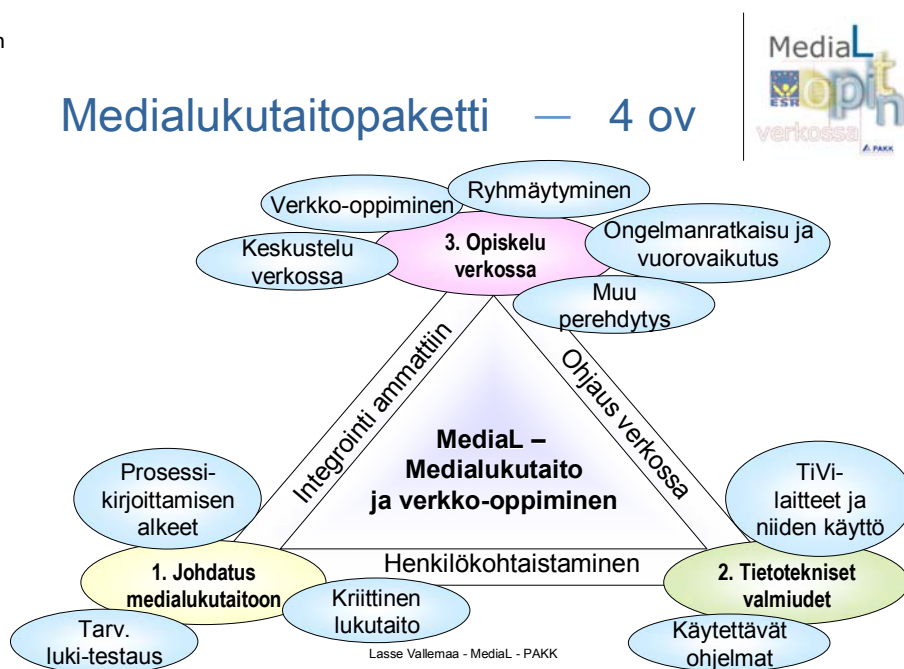 n
Medialukutaitopaketti — 4 ov
MediaL
ESR
opit
n
verkossa
PAKK
Verkko-oppiminen
Ryhmäytyminen
Keskustelu
verkossa
3. Opiskelu
verkossa
Ongelmanratkaisu ja
vuorovaikutus
Muu
perehdytys
Integrointi ammattiin
Ohjaus verkossa
MediaL –
Medialukutaito
ja verkko-oppiminen
Prosessi-
kirjoittamisen
alkeet
TiVi-
laitteet ja
niiden käyttö
Henkilökohtaistaminen
1. Johdatus
medialukutaitoon
2. Tietotekniset
valmiudet
Kriittinen
lukutaito
Tarv.
luki-testaus
Käytettävät
ohjelmat
Lasse Vallemaa - MediaL - PAKK